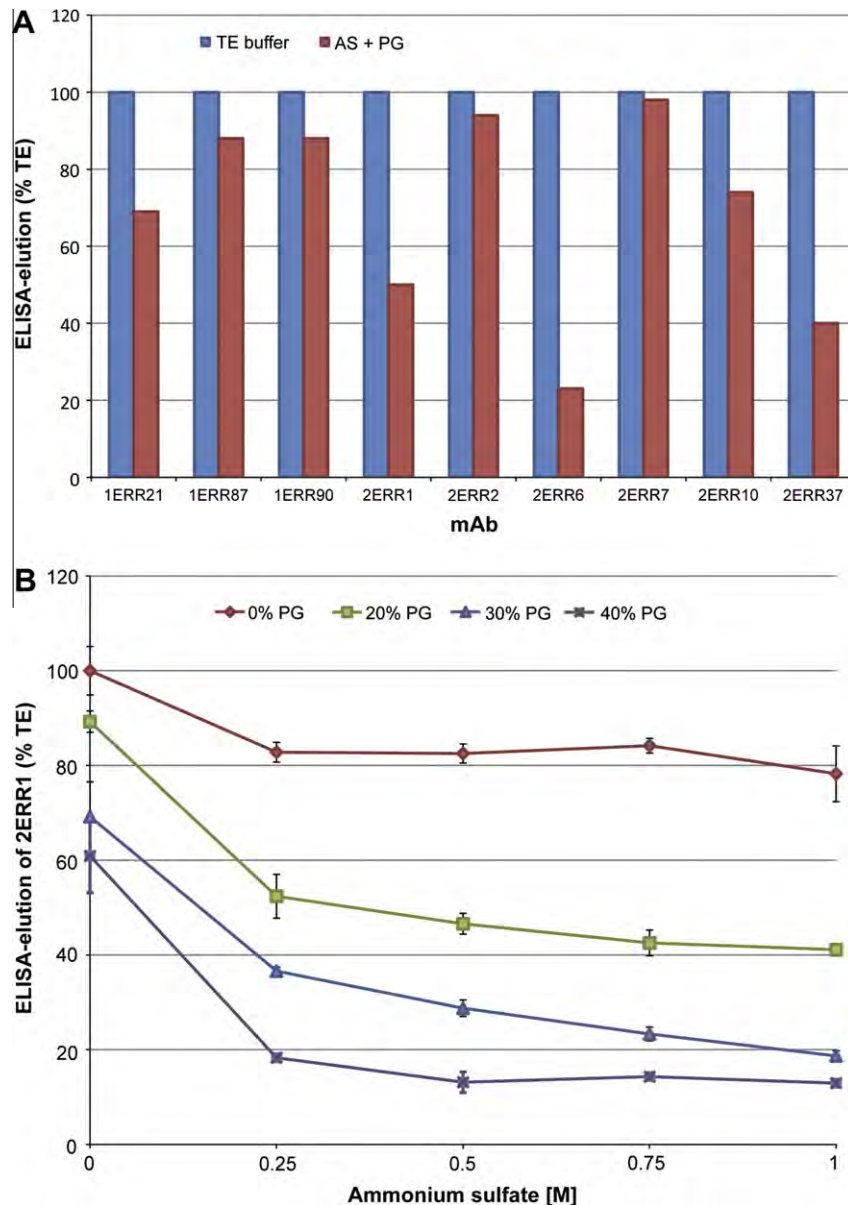 A
120
TE buffer AS + PG
100
80
60
40
20
0
ELISA-elution (% TE)
1ERR21 1ERR87 1ERR90 2ERR1 2ERR2 2ERR6 2ERR7 2ERR10 2ERR37
mAb
B
120
0% PG 20% PG 30% PG 40% PG
100
80
60
40
20
0
ELISA-elution of 2ERR1 (% TE)
0 0.25 0.5 0.75 1
Ammonium sulfate [M]